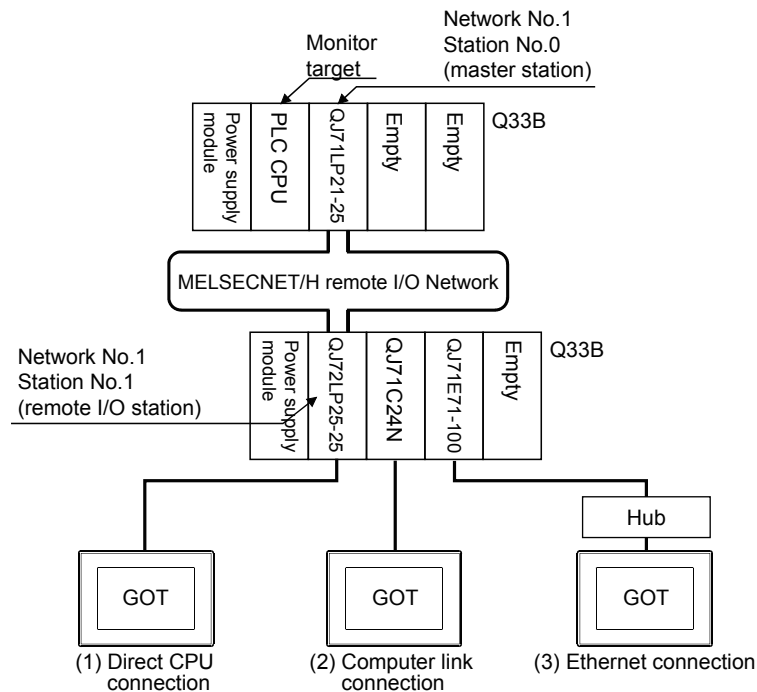 Network No.1
Station No.0
(master station)
Monitor
target
Power supply
module
PLC CPU
QJ71LP21-25
Empty
Empty
Q33B
MELSECNET/H remote I/O Network
Network No.1
Station No.1
(remote I/O station)
Power supply
module
QJ72LP25-25
QJ71C24N
QJ71E71-100
Empty
Q33B
Hub
GOT
GOT
GOT
(1) Direct CPU
connection
(2) Computer link
connection
(3) Ethernet connection